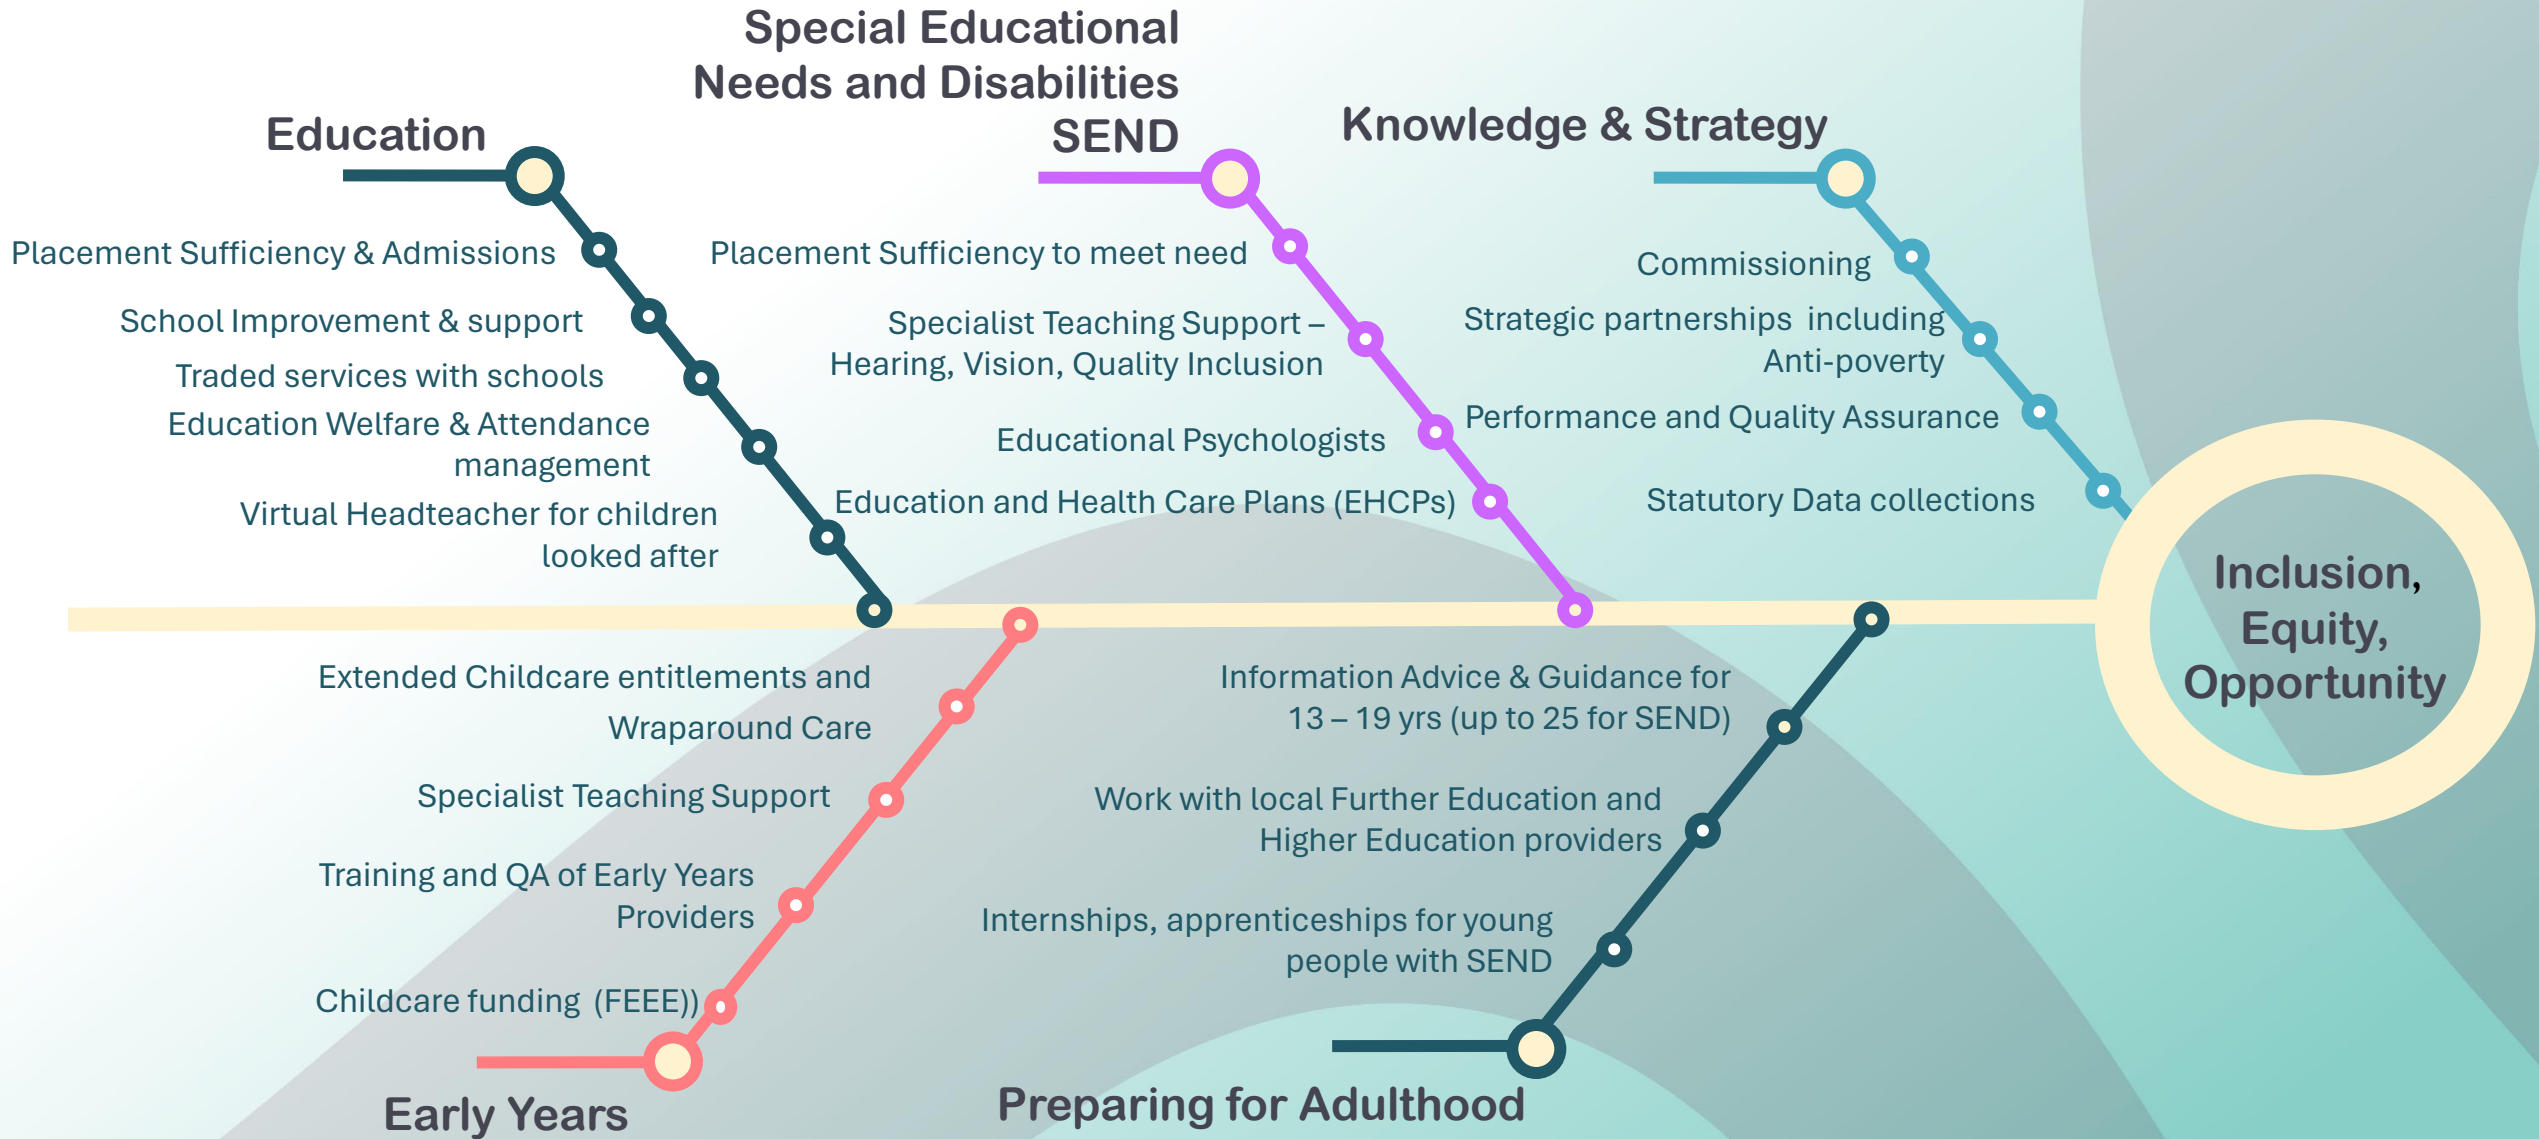 Education
Placement Sufficiency & Admissions
School Improvement & support
Traded services with schools
Education Welfare & Attendance
management
Virtual Headteacher for children
looked after
Special Educational
Needs and Disabilities
SEND
Placement Sufficiency to meet need
Specialist Teaching Support –
Hearing, Vision, Quality Inclusion
Educational Psychologists
Education and Health Care Plans (EHCPs)
Knowledge & Strategy
Commissioning
Strategic partnerships  including
Anti-poverty
Performance and Quality Assurance
Statutory Data collections
Inclusion,
Equity,
Opportunity
Extended Childcare entitlements and
Wraparound Care
Specialist Teaching Support
Training and QA of Early Years
Providers
Childcare funding  (FEEE))
Early Years
Information Advice & Guidance for
13 – 19 yrs (up to 25 for SEND)
Work with local Further Education and
Higher Education providers
Internships, apprenticeships for young
people with SEND
Preparing for Adulthood